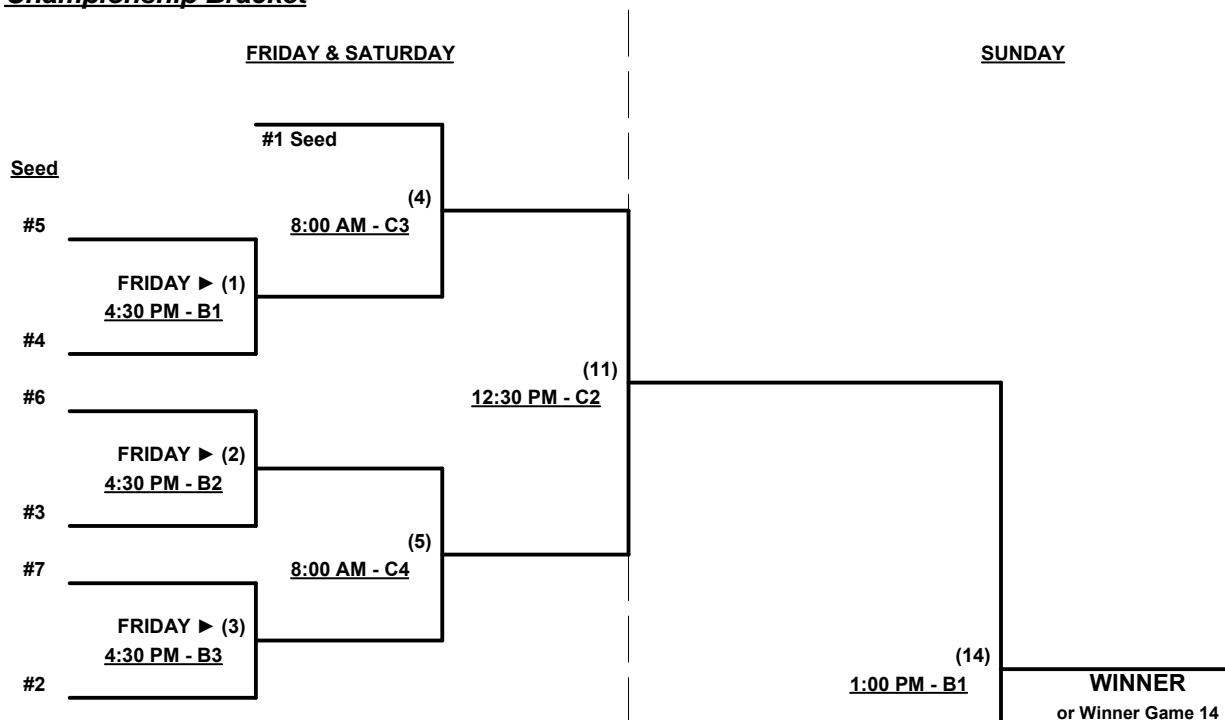 Championship Bracket
FRIDAY & SATURDAY
SUNDAY
#1 Seed
Seed
(4)
#5
8:00 AM - C3
FRIDAY ► (1)
4:30 PM - B1
#4
(11)
#6
12:30 PM - C2
FRIDAY ► (2)
4:30 PM - B2
#3
(5)
#7
8:00 AM - C4
FRIDAY ► (3)
4:30 PM - B3
(14)
#2
1:00 PM - B1
WINNER
or Winner Game 14